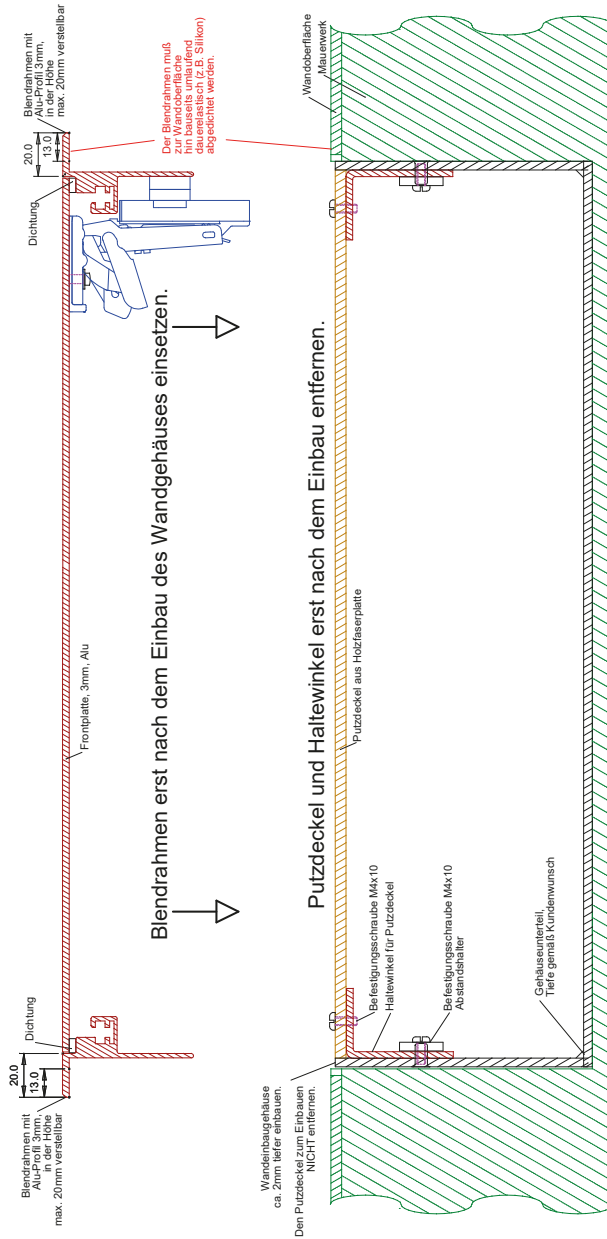 Blendrahmen mit
Alu-Profil 3mm,
in der Höhe
max. 20mm verstellbar
20.0
13.0
Dichtung
Frontplatte, 3mm, Alu
Dichtung
20.0
13.0
Blendrahmen mit
Alu-Profil 3mm,
in der Höhe
max. 20mm verstellbar
Der Blendrahmen muß
zur Wandoberfläche
hin bauseits umlaufend
dauerelastisch (z.B. Silikon)
abgedichtet werden.
Blendrahmen erst nach dem Einbau des Wandgehäuses einsetzen.
Putzdeckel und Haltewinkel erst nach dem Einbau entfernen.
Wandeinbaugehäuse
ca. 2mm tiefer einbauen.
Den Putzdeckel zum Einbauen
NICHT entfernen.
Befestigungsschraube M4x10
Haltewinkel für Putzdeckel
Befestigungsschraube M4x10
Abstandshalter
Gehäuseunterteil,
Tiefe gemäß Kundenwunsch
Putzdeckel aus Holzfaserplatte
Wandoberfläche
Mauerwerk